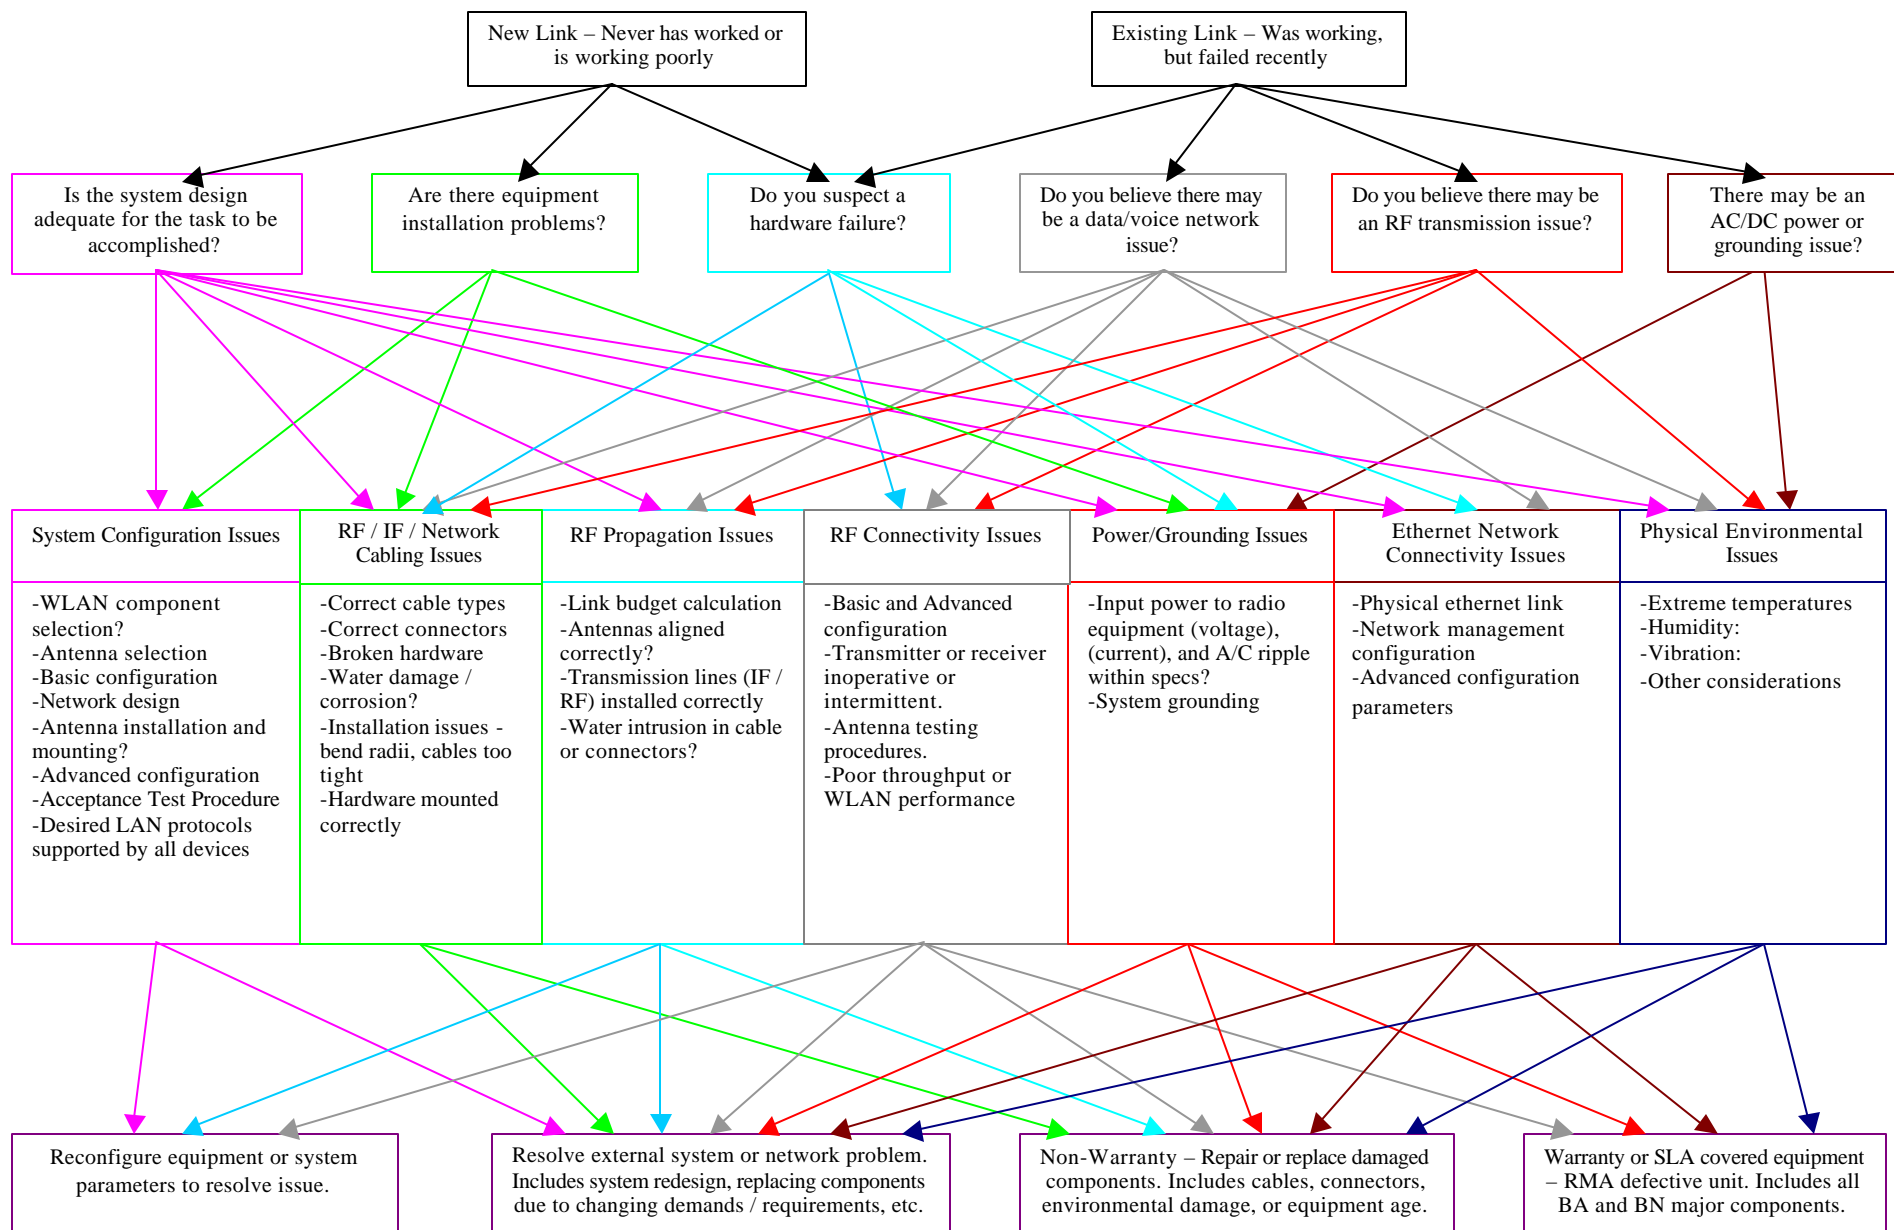 New Link – Never has worked or
is working poorly
Existing Link – Was working,
but failed recently
Is the system design
adequate for the task to be
accomplished?
Are there equipment
installation problems?
Do you suspect a
hardware failure?
Do you believe there may
be a data/voice network
issue?
Do you believe there may be
an RF transmission issue?
There may be an
AC/DC power or
grounding issue?
System Configuration Issues
RF / IF / Network
Cabling Issues
RF Propagation Issues
RF Connectivity Issues
Power/Grounding Issues
Ethernet Network
Connectivity Issues
Physical Environmental
Issues
-WLAN component
selection?
-Antenna selection
-Basic configuration
-Network design
-Antenna installation and
mounting?
-Advanced configuration
-Acceptance Test Procedure
-Desired LAN protocols
supported by all devices
-Correct cable types
-Correct connectors
-Broken hardware
-Water damage /
corrosion?
-Installation issues -
bend radii, cables too
tight
-Hardware mounted
correctly
-Link budget calculation
-Antennas aligned
correctly?
-Transmission lines (IF /
RF) installed correctly
-Water intrusion in cable
or connectors?
-Basic and Advanced
configuration
-Transmitter or receiver
inoperative or
intermittent.
-Antenna testing
procedures.
-Poor throughput or
WLAN performance
-Input power to radio
equipment (voltage),
(current), and A/C ripple
within specs?
-System grounding
-Physical ethernet link
-Network management
configuration
-Advanced configuration
parameters
-Extreme temperatures
-Humidity:
-Vibration:
-Other considerations
Reconfigure equipment or system
parameters to resolve issue.
Resolve external system or network problem.
Includes system redesign, replacing components
due to changing demands / requirements, etc.
Non-Warranty – Repair or replace damaged
components. Includes cables, connectors,
environmental damage, or equipment age.
Warranty or SLA covered equipment
– RMA defective unit. Includes all
BA and BN major components.